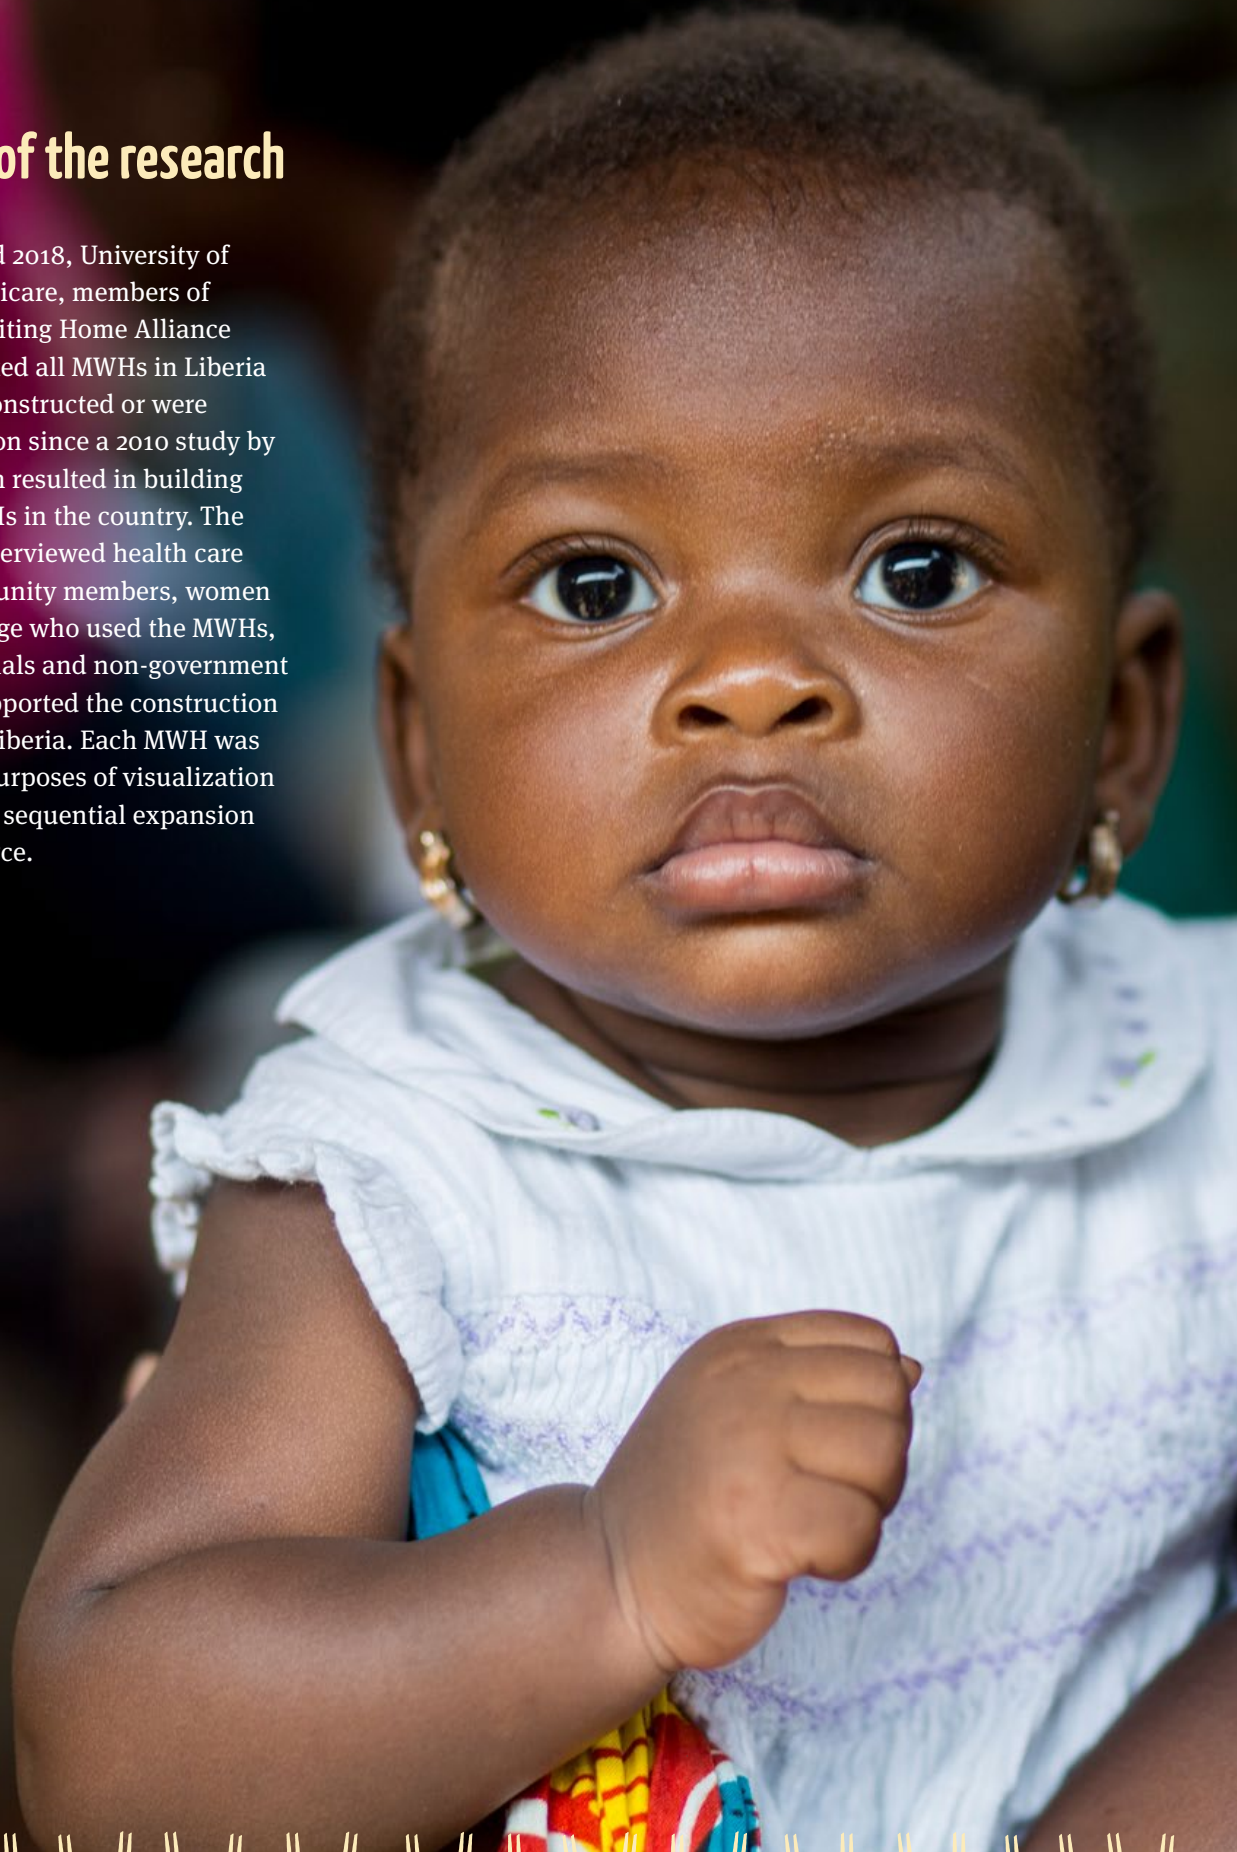 of the research
2018, University of
icare, members of
iting Home Alliance
ed all MWHs in Liberia
onstructed or were
on since a 2010 study by
resulted in building
Is in the country. The
erviewed health care
unity members, women
ge who used the MWHs,
als and non-government
ported the construction
iberia. Each MWH was
urposes of visualization
sequential expansion
ce.